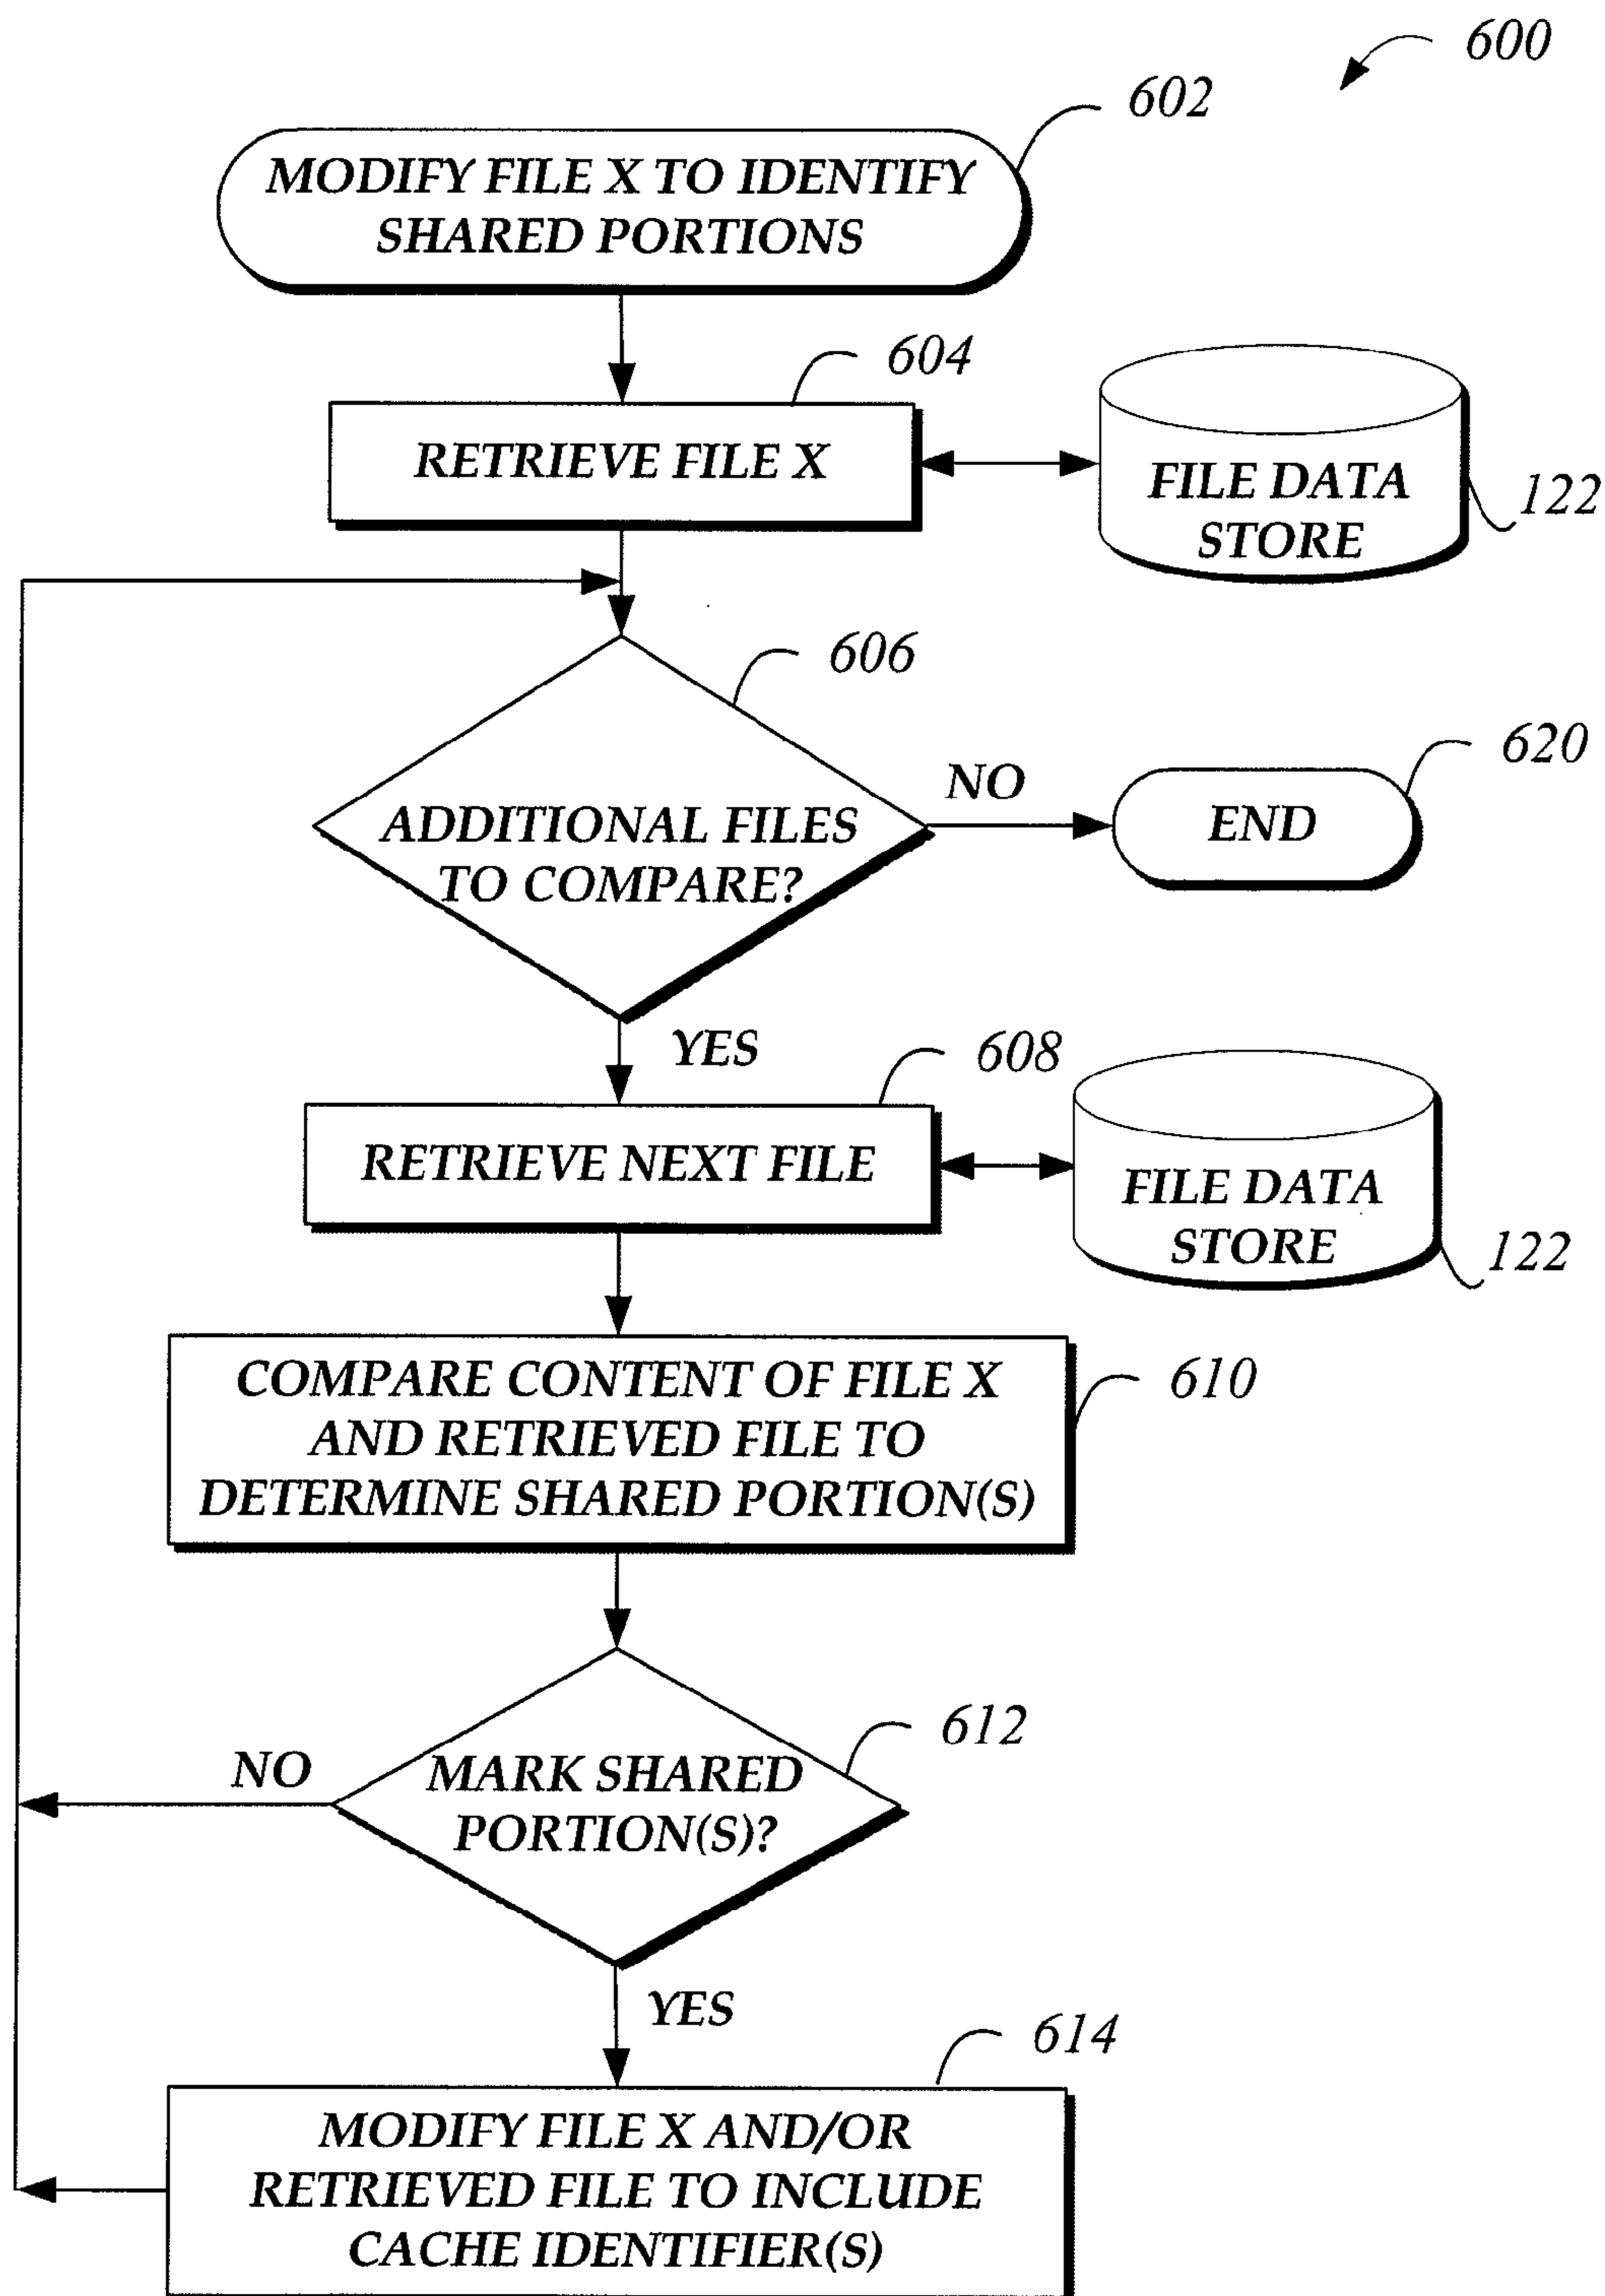 600
602
MODIFY FILE X TO IDENTIFY
SHARED PORTIONS
604
RETRIEVE FILE X
FILE DATA
STORE
122
606
ADDITIONAL FILES
TO COMPARE?
NO
620
END
YES
608
RETRIEVE NEXT FILE
FILE DATA
STORE
122
COMPARE CONTENT OF FILE X
AND RETRIEVED FILE TO
DETERMINE SHARED PORTION(S)
610
612
NO
MARK SHARED
PORTION(S)?
YES
614
MODIFY FILE X AND/OR
RETRIEVED FILE TO INCLUDE
CACHE IDENTIFIER(S)